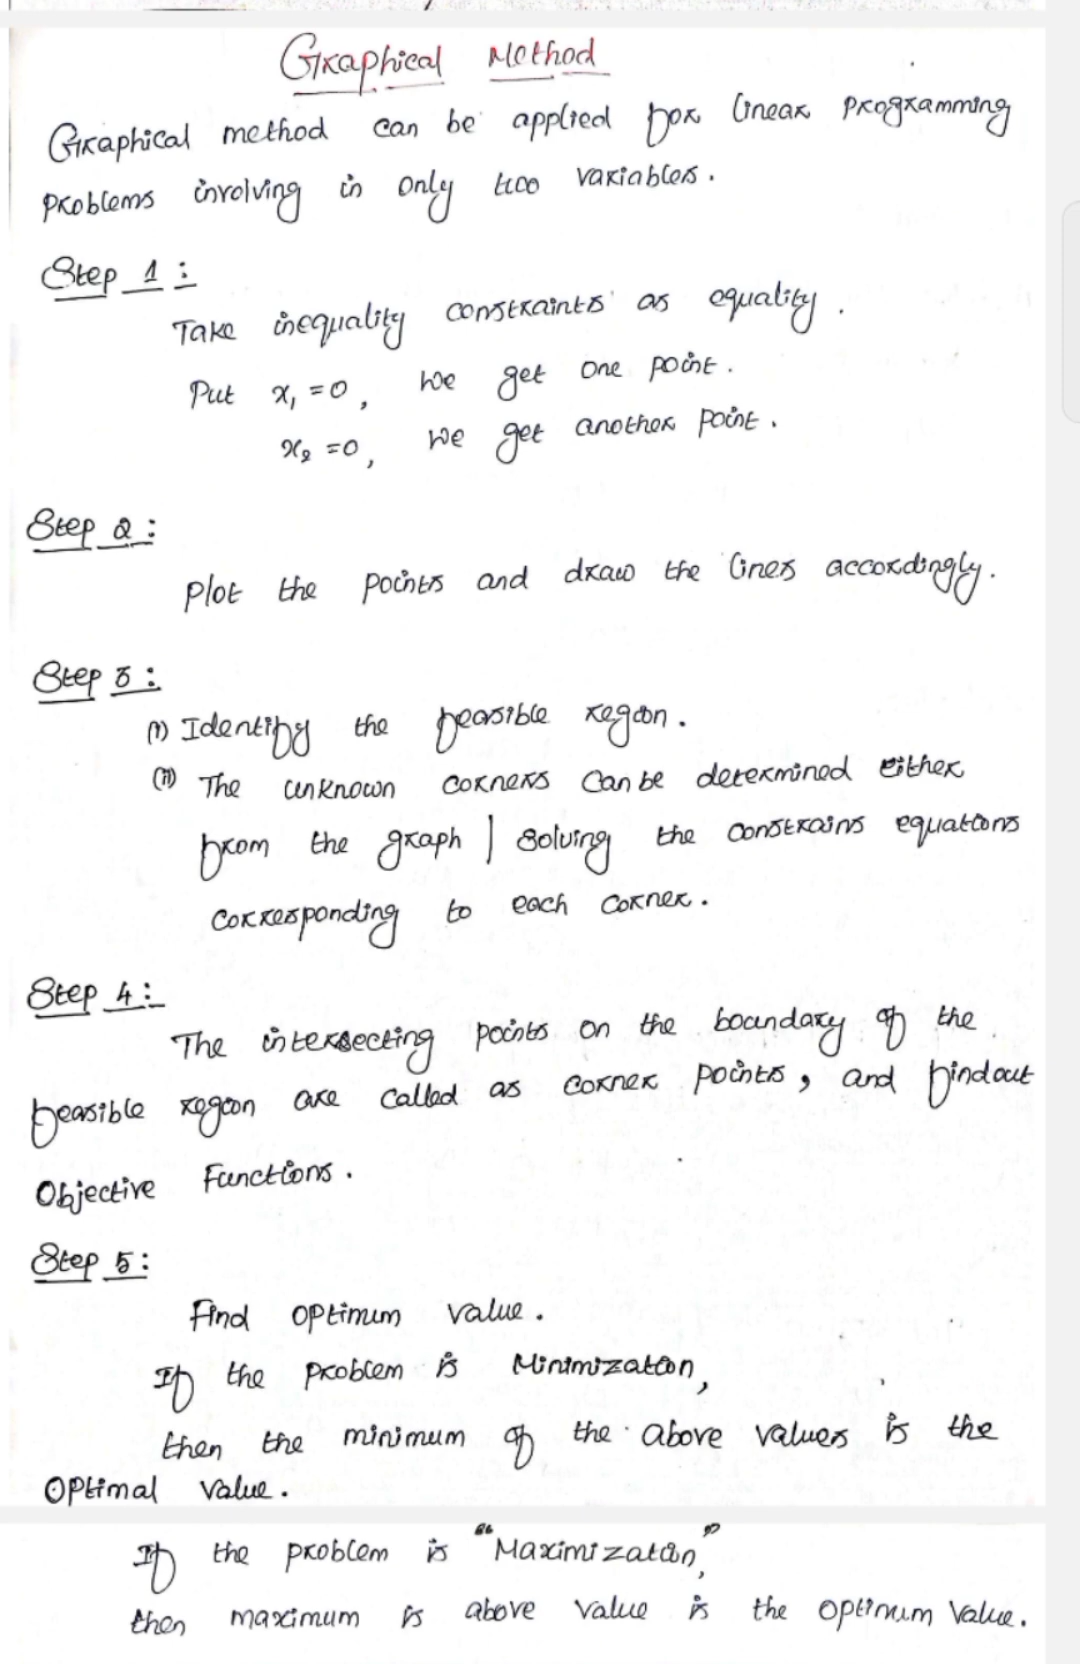 Graphical Method
Graphical method can be applied for linear programming
problems involving in only two variables.
Step 1:
Take inequality constraints as equality.
Put x₁ = 0, we get one point.
x₂ = 0, we get another point.
Step 2:
Plot the points and draw the lines accordingly.
Step 3:
(i) Identify the feasible region.
(ii) The unknown corners can be determined either
from the graph | solving the constrains equations
corresponding to each corner.
Step 4:
The intersecting points on the boundary of the
feasible region are called as corner points, and findout
Objective Functions.
Step 5:
Find optimum value.
If the problem is Minimization,
then the minimum of the above values is the
Optimal value.
If the problem is "Maximization",
then maximum is above value is the optimum value.